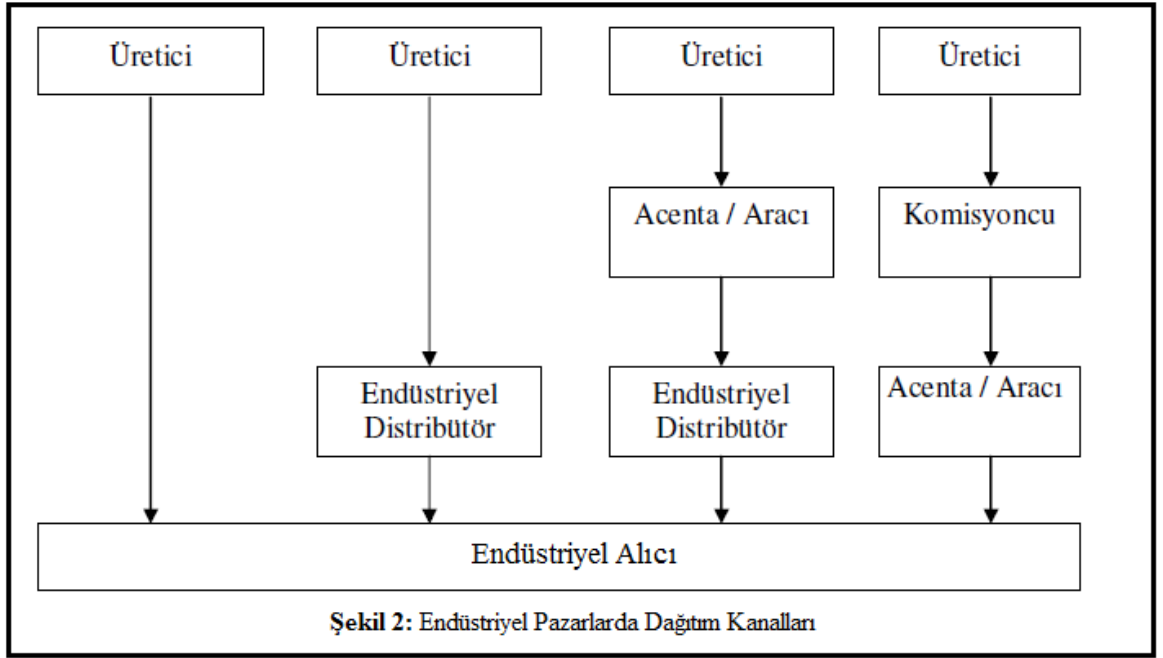 Üretici
Üretici
Üretici
Üretici
Acenta / Aracı
Komisyoncu
Endüstriyel
Distribütör
Endüstriyel
Distribütör
Acenta / Aracı
Endüstriyel Alıcı
Şekil 2: Endüstriyel Pazarlarda Dağıtım Kanalları